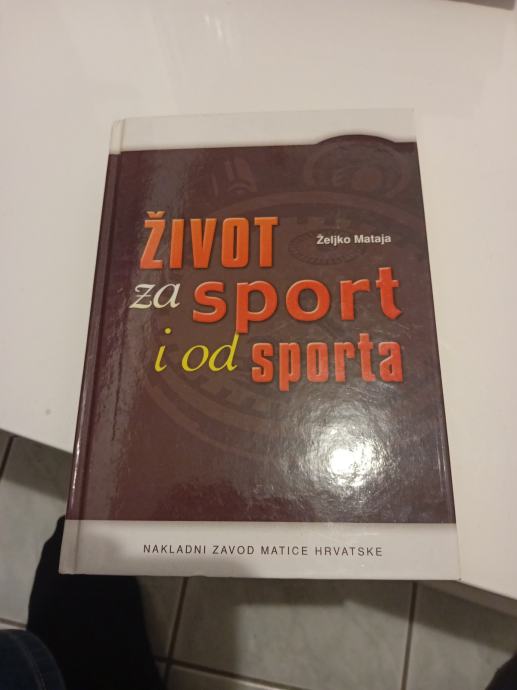 Željko Mataja
ŽIVOT
za sport
i od sporta
NAKLADNI ZAVOD MATICE HRVATSKE